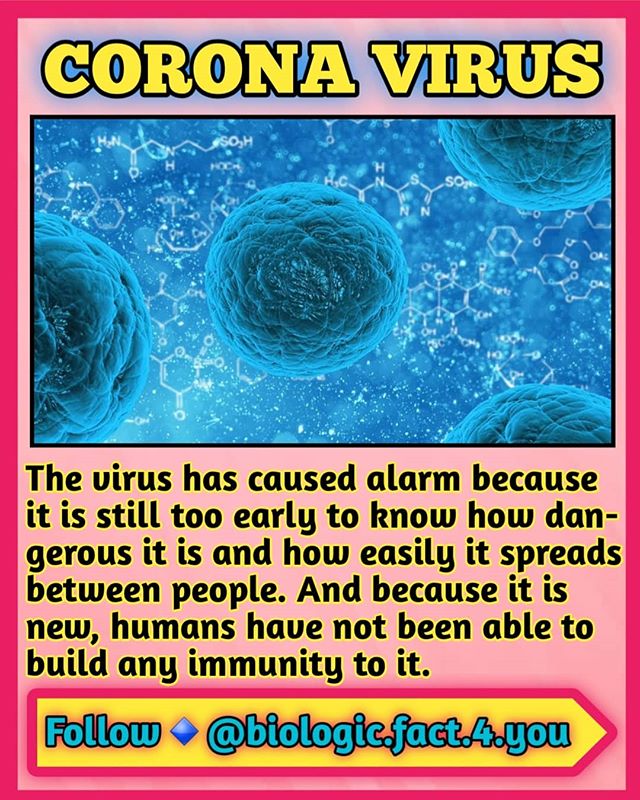 CORONA VIRUS
The virus has caused alarm because
it is still too early to know how dan-
gerous it is and how easily it spreads
between people. And because it is
new, humans have not been able to
build any immunity to it.
Follow 🔹 @biologic.fact.4.you